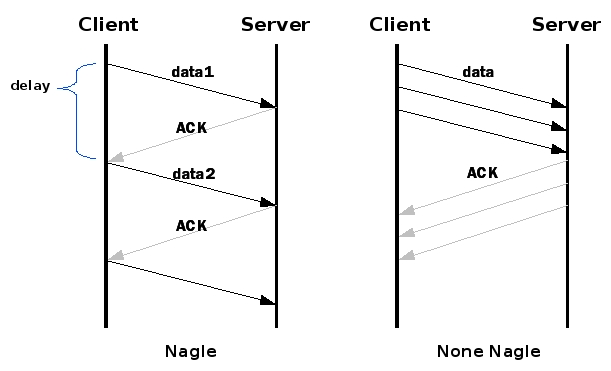 Client Server Client Server
delay
data1
ACK
data2
ACK
data
ACK
Nagle
None Nagle